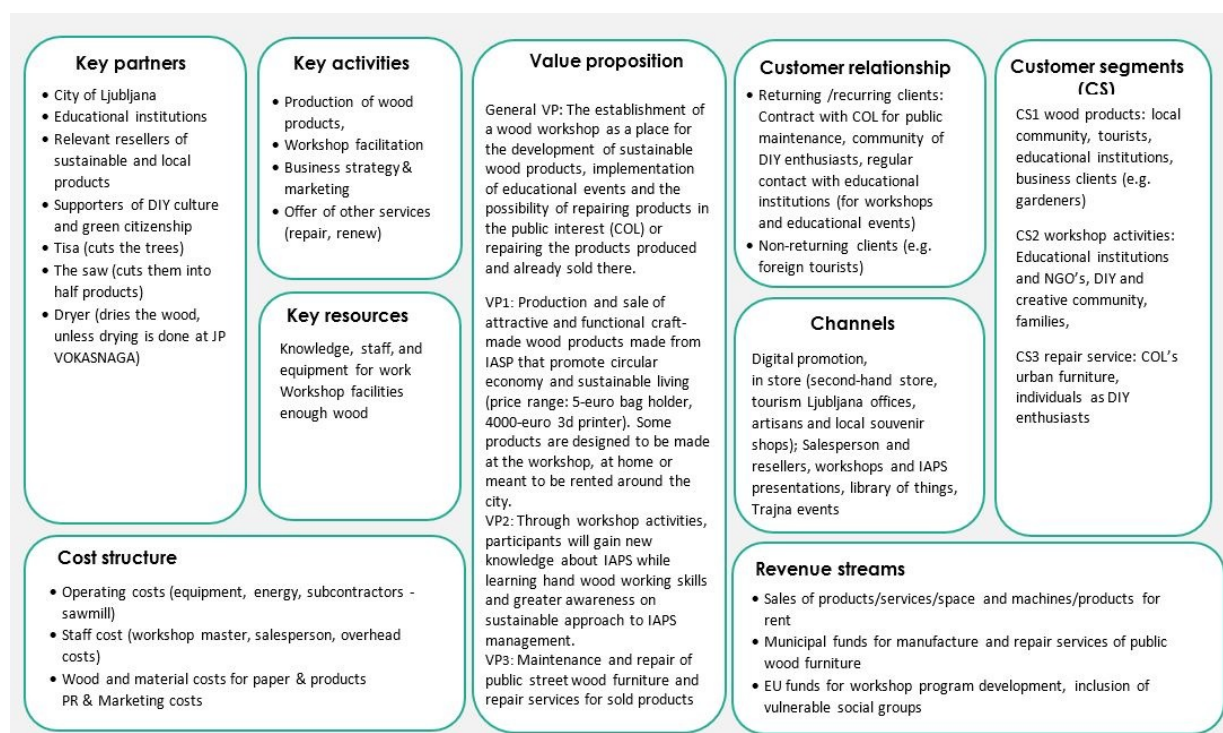 Key partners
• City of Ljubljana
• Educational institutions
• Relevant resellers of
sustainable and local
products
• Supporters of DIY culture
and green citizenship
• Tisa (cuts the trees)
• The saw (cuts them into
half products)
• Dryer (dries the wood,
unless drying is done at JP
VOKASNAGA)
Key activities
• Production of wood
products,
• Workshop facilitation
• Business strategy &
marketing
• Offer of other services
(repair, renew)
Key resources
Knowledge, staff, and
equipment for work
Workshop facilities
enough wood
Value proposition
General VP: The establishment of
a wood workshop as a place for
the development of sustainable
wood products, implementation
of educational events and the
possibility of repairing products in
the public interest (COL) or
repairing the products produced
and already sold there.
VP1: Production and sale of
attractive and functional craft-
made wood products made from
IASP that promote circular
economy and sustainable living
(price range: 5-euro bag holder,
4000-euro 3d printer). Some
products are designed to be made
at the workshop, at home or
meant to be rented around the
city.
VP2: Through workshop activities,
participants will gain new
knowledge about IAPS while
learning hand wood working skills
and greater awareness on
sustainable approach to IAPS
management.
VP3: Maintenance and repair of
public street wood furniture and
repair services for sold products
Customer relationship
• Returning /recurring clients:
Contract with COL for public
maintenance, community of
DIY enthusiasts, regular
contact with educational
institutions (for workshops
and educational events)
• Non-returning clients (e.g.
foreign tourists)
Channels
Digital promotion,
in store (second-hand store,
tourism Ljubljana offices,
artisans and local souvenir
shops); Salesperson and
resellers, workshops and IAPS
presentations, library of things,
Trajna events
Customer segments
(CS)
CS1 wood products: local
community, tourists,
educational institutions,
business clients (e.g.
gardeners)
CS2 workshop activities:
Educational institutions
and NGO’s, DIY and
creative community,
families,
CS3 repair service: COL’s
urban furniture,
individuals as DIY
enthusiasts
Cost structure
• Operating costs (equipment, energy, subcontractors -
sawmill)
• Staff cost (workshop master, salesperson, overhead
costs)
• Wood and material costs for paper & products
PR & Marketing costs
Revenue streams
• Sales of products/services/space and machines/products for
rent
• Municipal funds for manufacture and repair services of public
wood furniture
• EU funds for workshop program development, inclusion of
vulnerable social groups